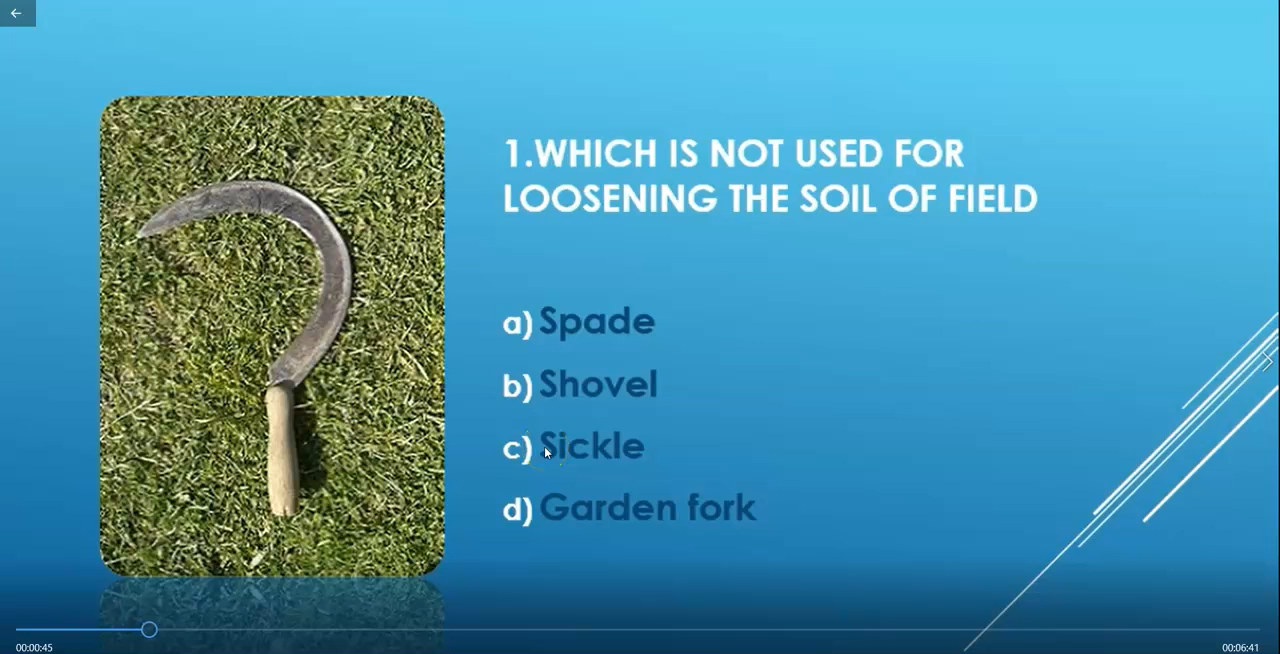 1.WHICH IS NOT USED FOR
LOOSENING THE SOIL OF FIELD
a) Spade
b) Shovel
c) Sickle
d) Garden fork
00:00:45
00:06:41